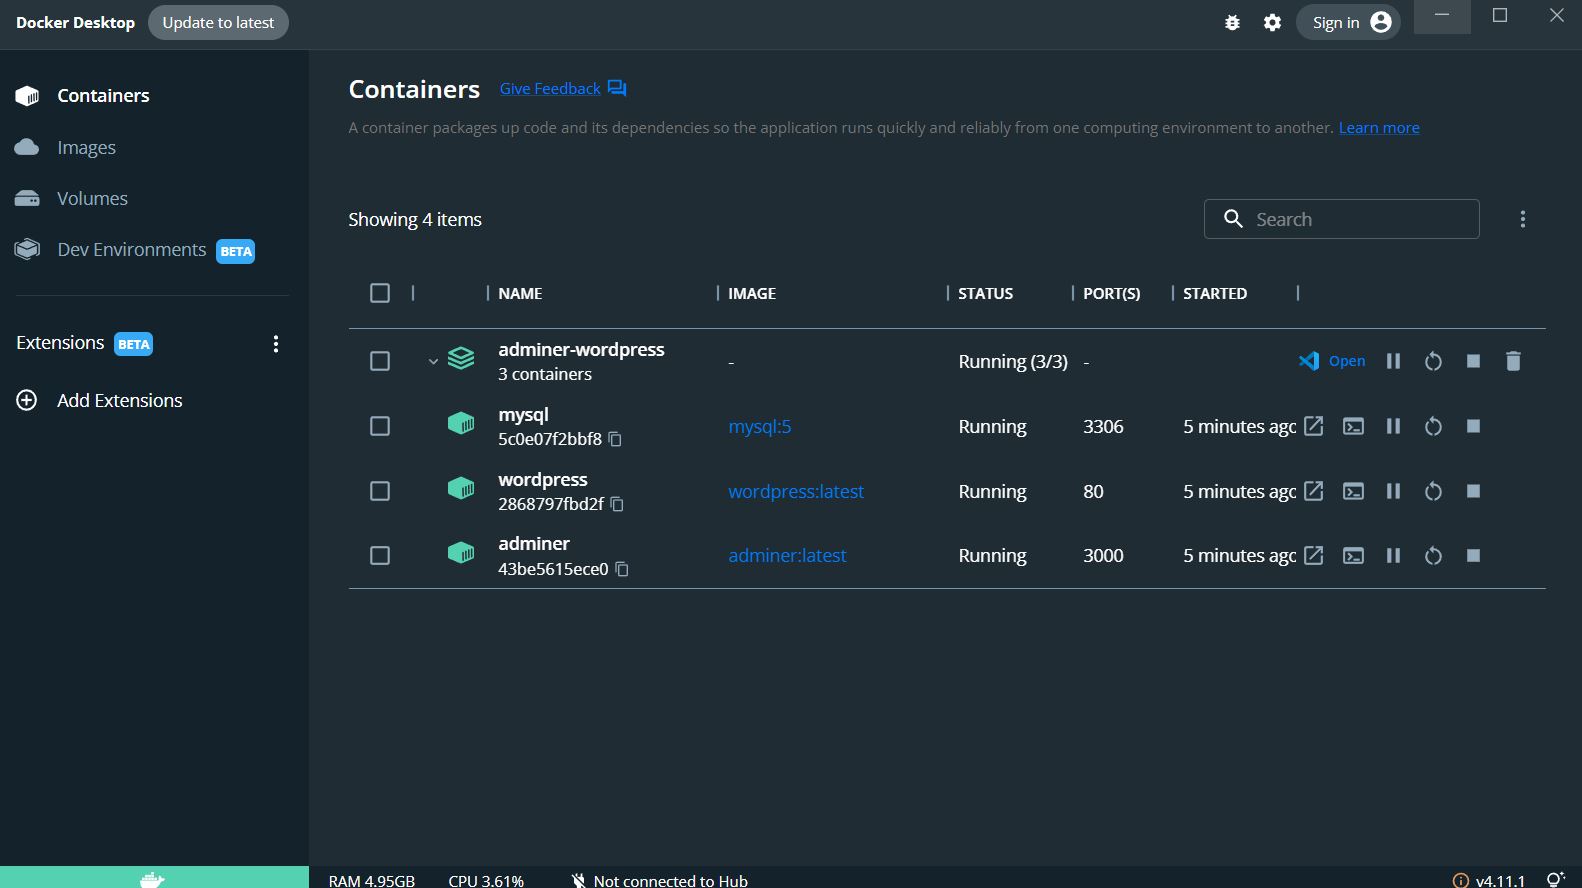 Docker Desktop Update to latest Sign in
Containers
Images
Volumes
Dev Environments BETA
Extensions BETA
Add Extensions
Containers Give Feedback
A container packages up code and its dependencies so the application runs quickly and reliably from one computing environment to another. Learn more
Showing 4 items Search
NAME IMAGE STATUS PORT(S) STARTED
adminer-wordpress - Running (3/3) - Open
3 containers
mysql
5c0e07f2bbf8 mysql:5 Running 3306 5 minutes ago
wordpress
2868797fbd2f wordpress:latest Running 80 5 minutes ago
adminer
43be5615ece0 adminer:latest Running 3000 5 minutes ago
RAM 4.95GB CPU 3.61% Not connected to Hub v4.11.1